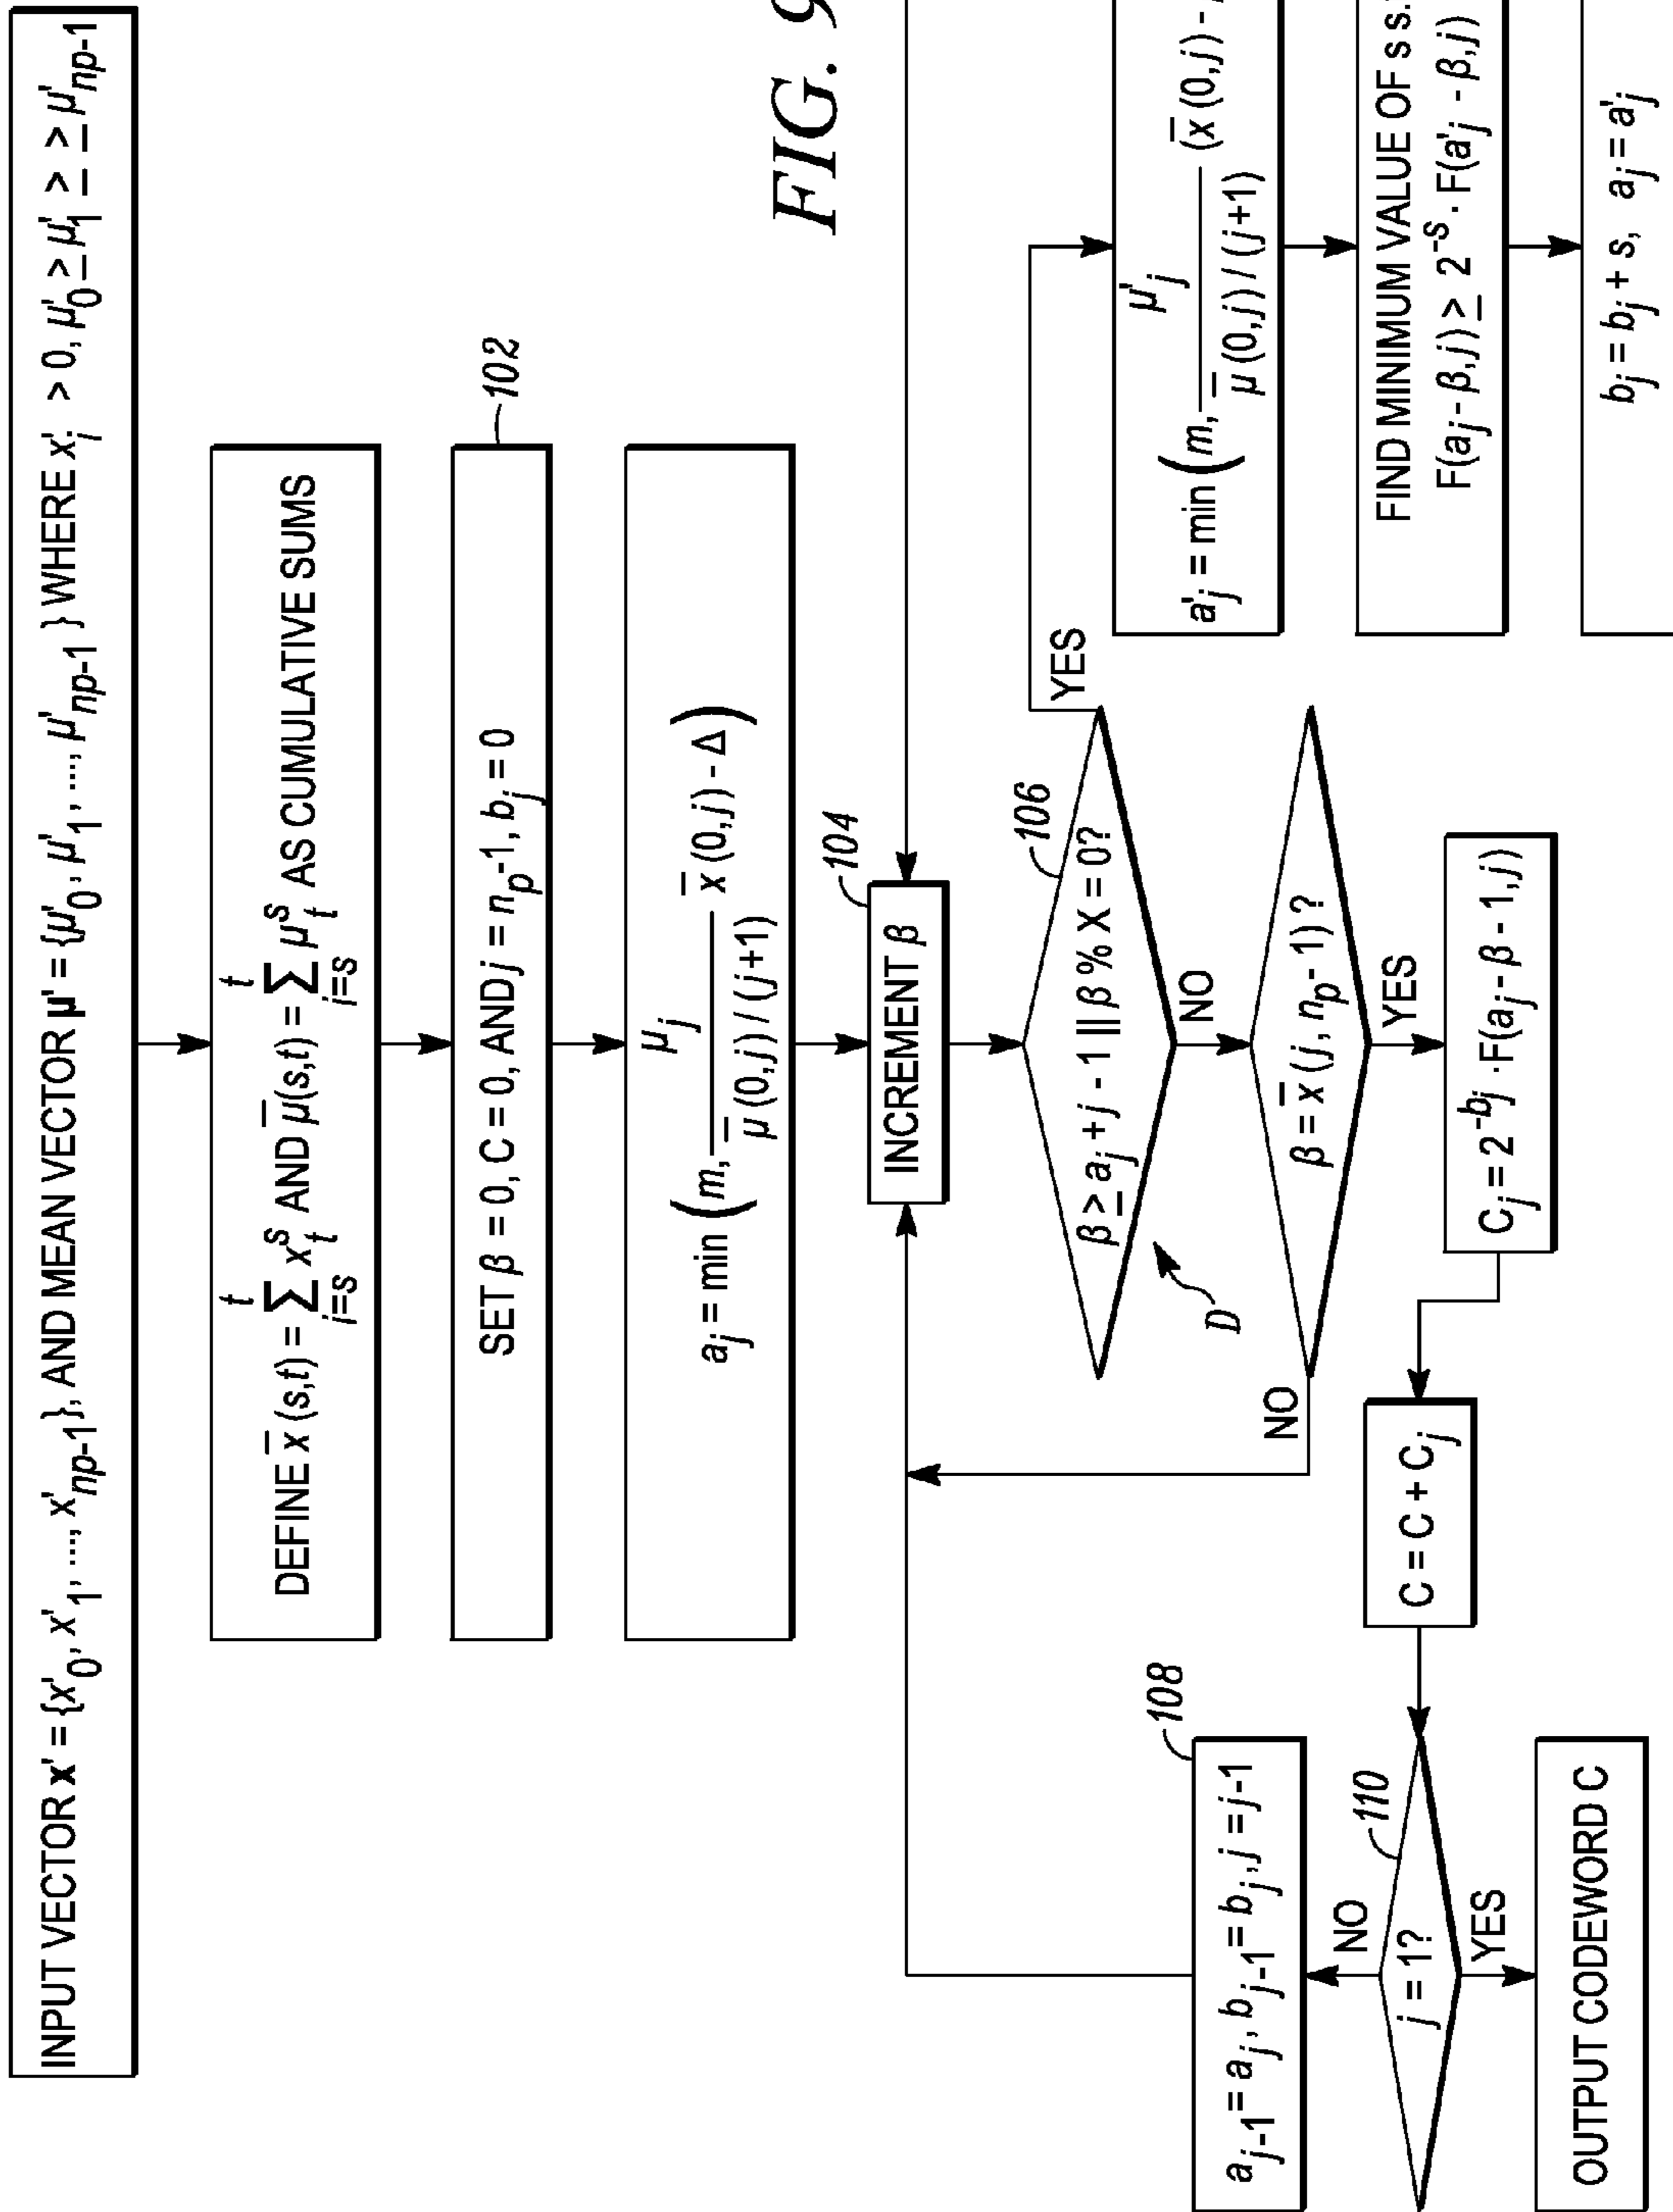 INPUT VECTOR x' = {x'0, x'1, ..., x'np-1}, AND MEAN VECTOR μ' = {μ'0, μ'1, ..., μ'np-1} WHERE x'i > 0, μ'0 ≥ μ'1 ≥ ≥ μ'np-1
DEFINE x̄ (s,t) = Σ(i=s to t) x_t^s AND μ̄(s,t) = Σ(i=s to t) μ_t^s AS CUMULATIVE SUMS
102
SET β = 0, C = 0, AND j = np-1, bj = 0
aj = min (m, μj / (μ̄ (0,j) / (j+1)) x̄ (0,j) - Δ)
104
INCREMENT β
106
β ≥ aj + j - 1 || β % X = 0?
D
YES
NO
β = x̄ (j, np - 1) ?
NO
YES
Cj = 2^-bj · F(aj - β - 1, j)
C = C + Cj
110
j = 1?
NO
YES
108
aj-1 = aj, bj-1 = bj, j = j-1
OUTPUT CODEWORD C
a'j = min (m, μ'j / (μ̄ (0,j) / (j+1)) (x̄ (0,j) -
FIND MINIMUM VALUE OF s s.
F(aj - β, j) ≥ 2^-s · F(a'j - β, j)
bj = bj + s, aj = a'j
FIG. 9